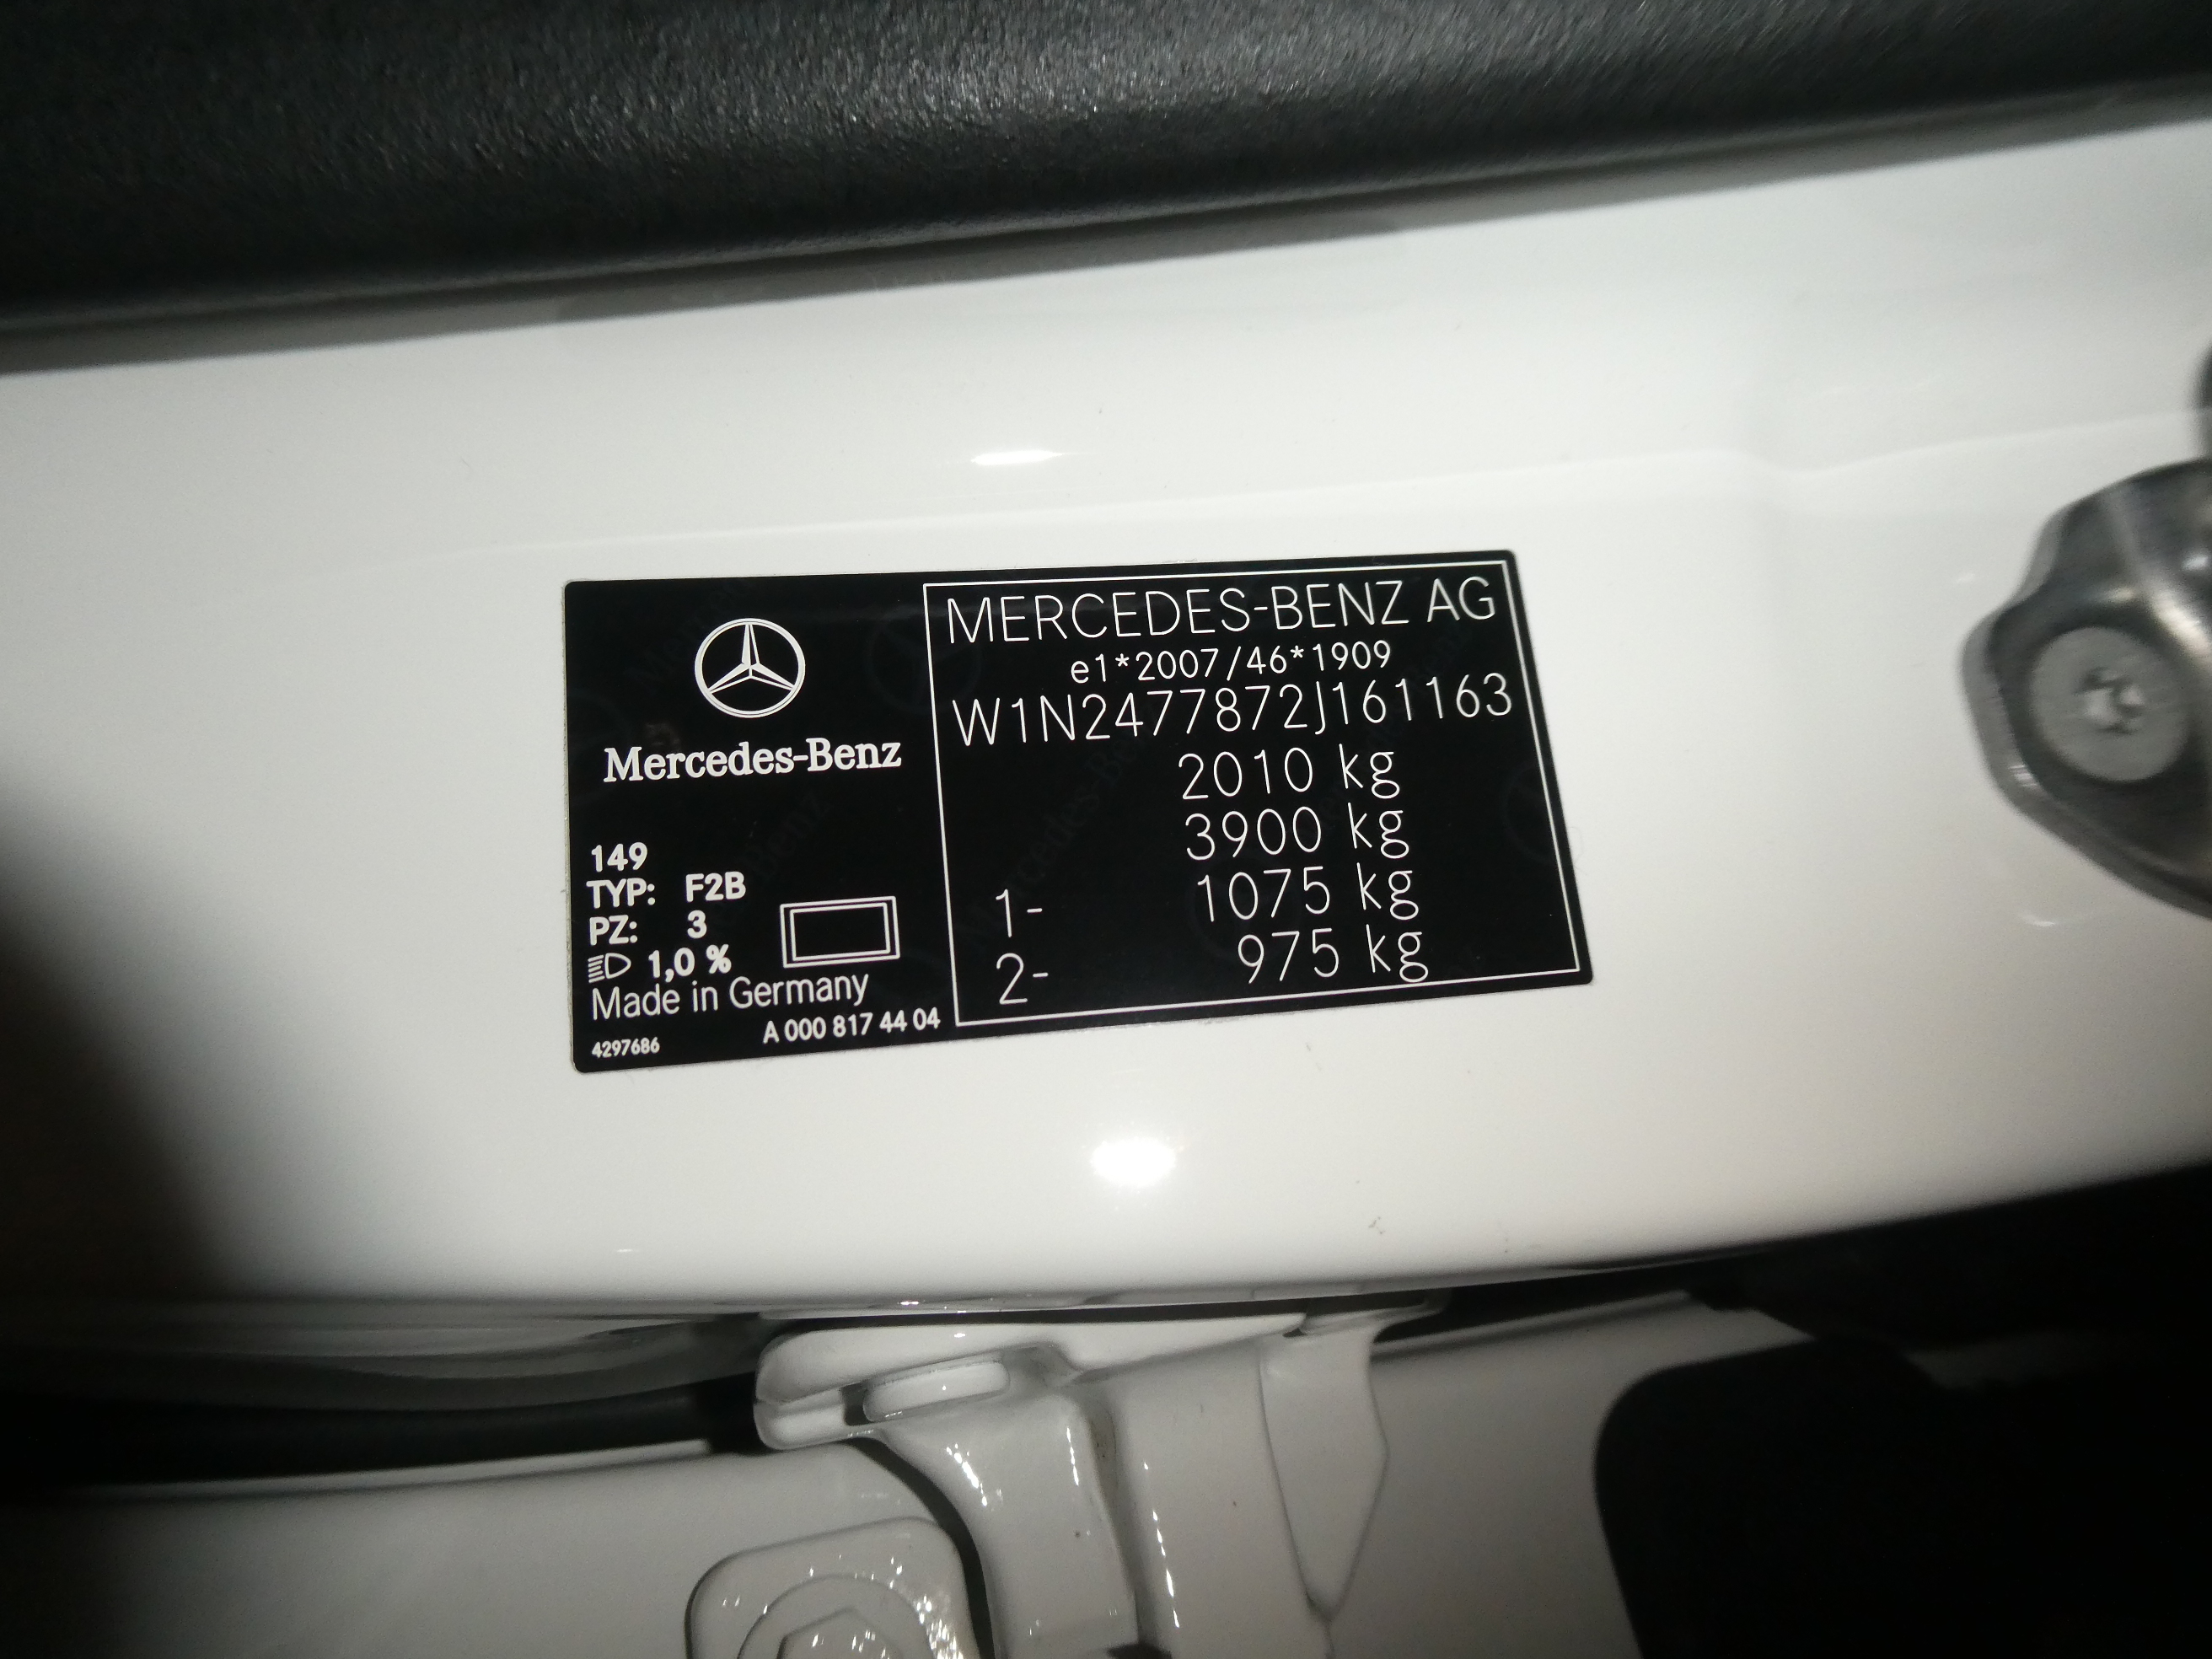 Mercedes-Benz
149
TYP: F2B
PZ: 3
1,0 %
Made in Germany
4297686 A 000 817 44 04
MERCEDES-BENZ AG
e1*2007/46*1909
W1N2477872J161163
2010 kg
3900 kg
1- 1075 kg
2- 975 kg